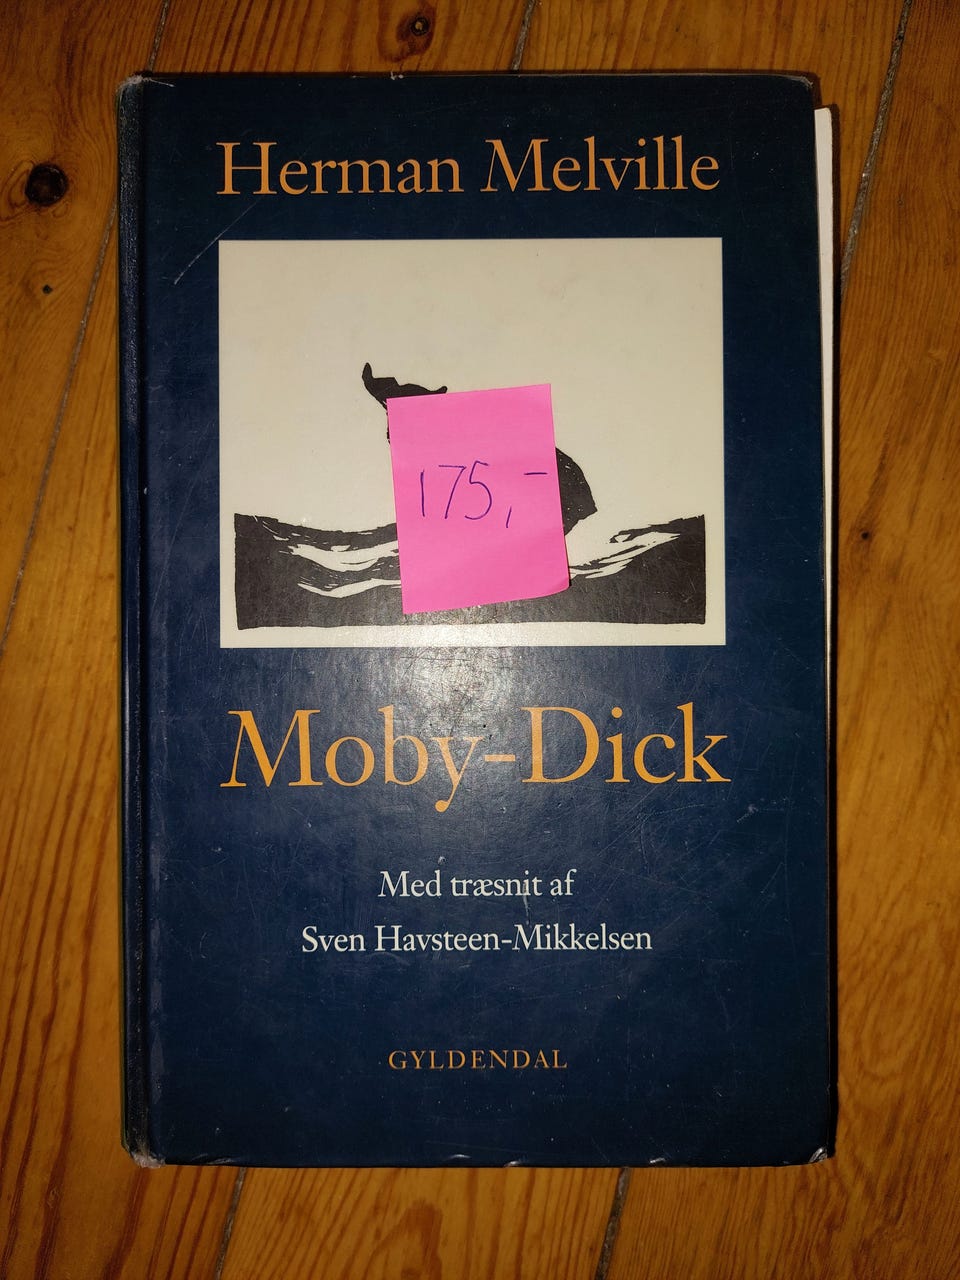 Herman Melville
175,-
Moby-Dick
Med træsnit af
Sven Havsteen-Mikkelsen
GYLDENDAL